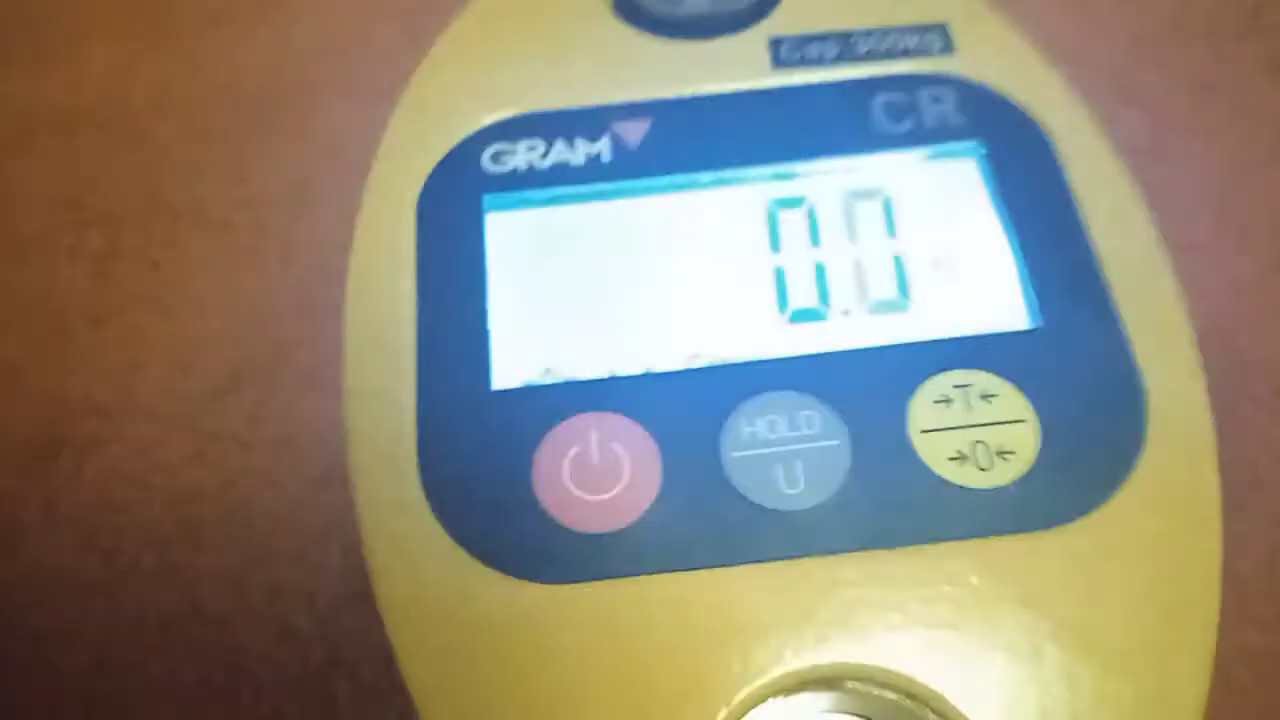 Cap.300kg
CR
GRAM
0.0
HOLD
U
→T←
→0←